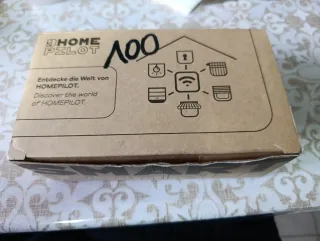 HOME
PILOT
100
Entdecke die Welt von
HOMEPILOT.
Discover the world
of HOMEPILOT.